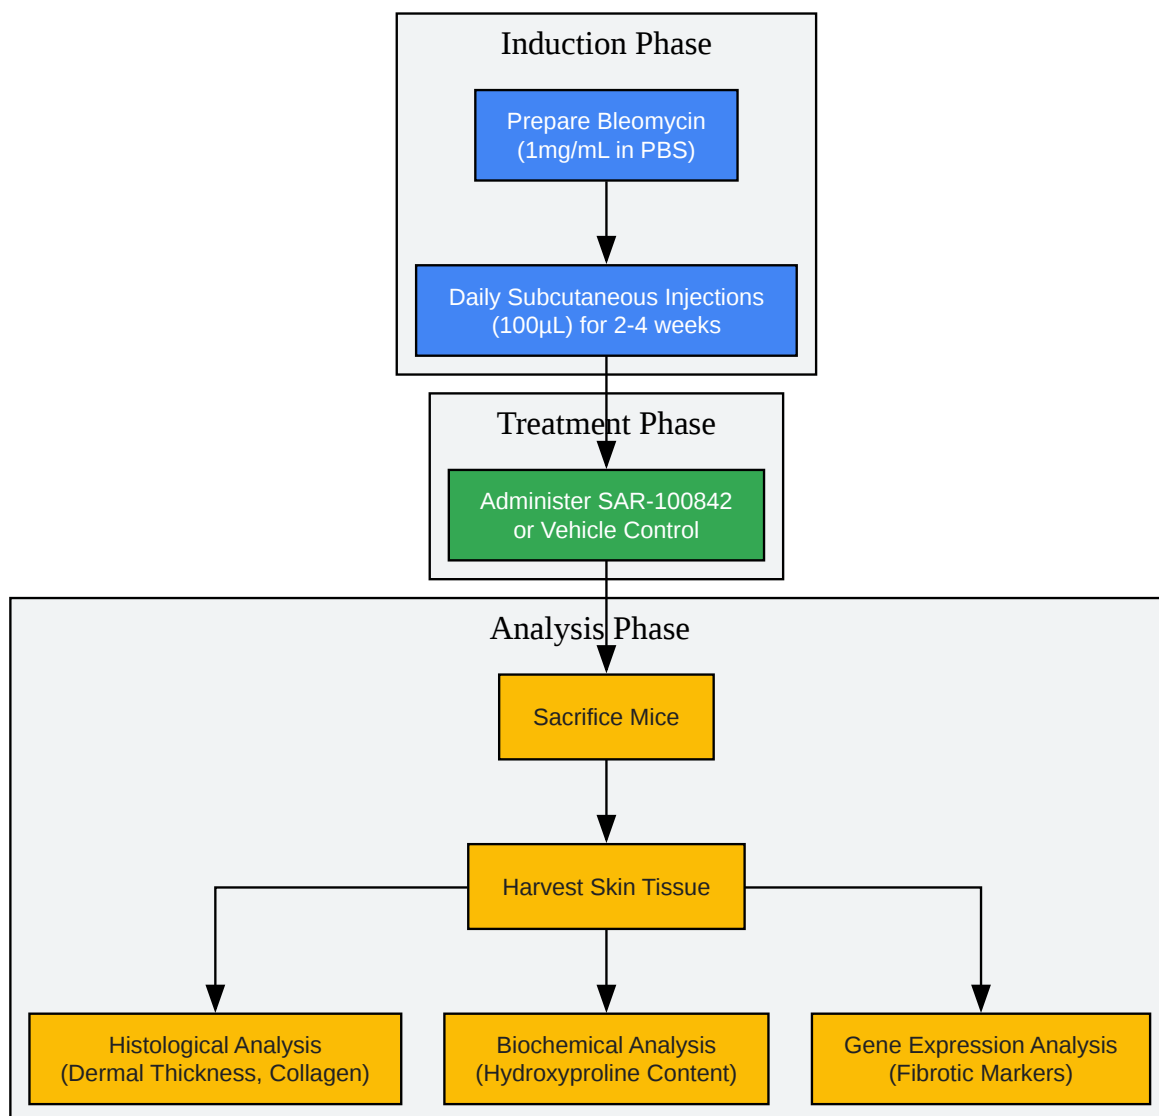 Induction Phase
Prepare Bleomycin
(1mg/mL in PBS)
Daily Subcutaneous Injections
(100µL) for 2-4 weeks
Treatment Phase
Administer SAR-100842
or Vehicle Control
Analysis Phase
Sacrifice Mice
Harvest Skin Tissue
Histological Analysis
(Dermal Thickness, Collagen)
Biochemical Analysis
(Hydroxyproline Content)
Gene Expression Analysis
(Fibrotic Markers)